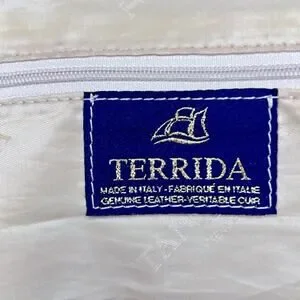 TERRIDA
MADE IN ITALY-FABRIQUÉ EN ITALIE
GENUINE LEATHER-VERITABLE CUIR